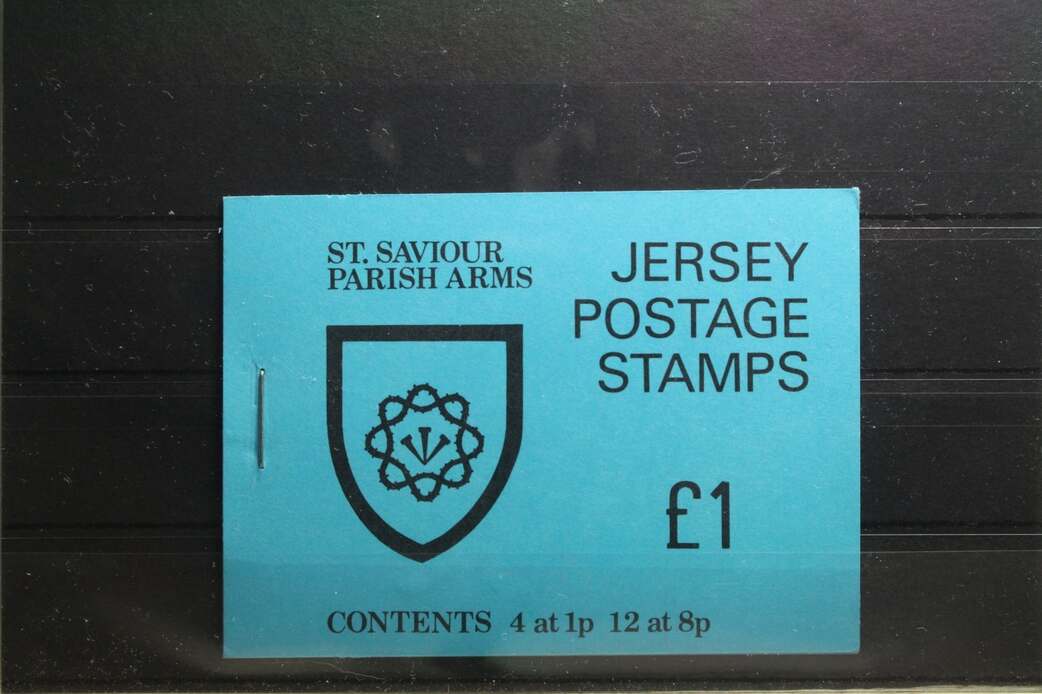 ST. SAVIOUR
PARISH ARMS
JERSEY
POSTAGE
STAMPS
£1
CONTENTS 4 at 1p 12 at 8p